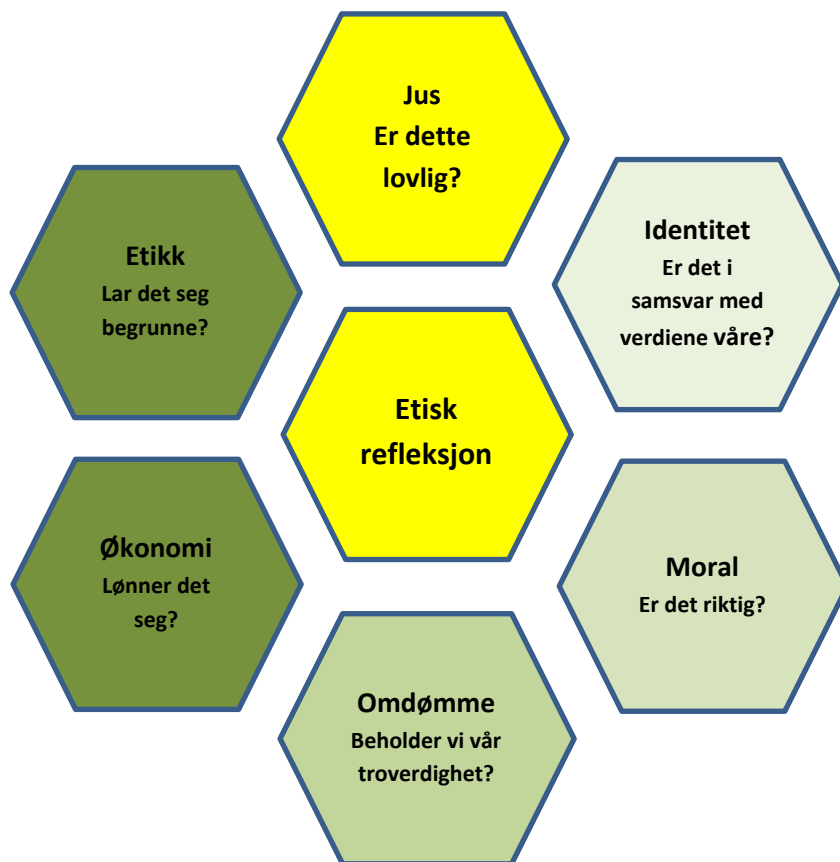 Jus
Er dette
lovlig?
Identitet
Er det i
samsvar med
verdiene våre?
Etikk
Lar det seg
begrunne?
Etisk
refleksjon
Økonomi
Lønner det
seg?
Moral
Er det riktig?
Omdømme
Beholder vi vår
troverdighet?